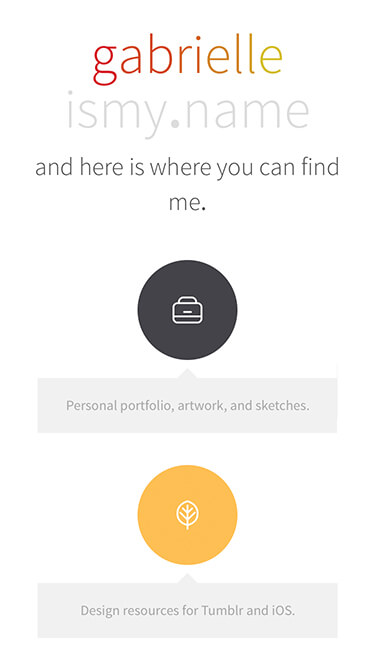 gabrielle
ismy.name
and here is where you can find
me.
Personal portfolio, artwork, and sketches.
Design resources for Tumblr and iOS.